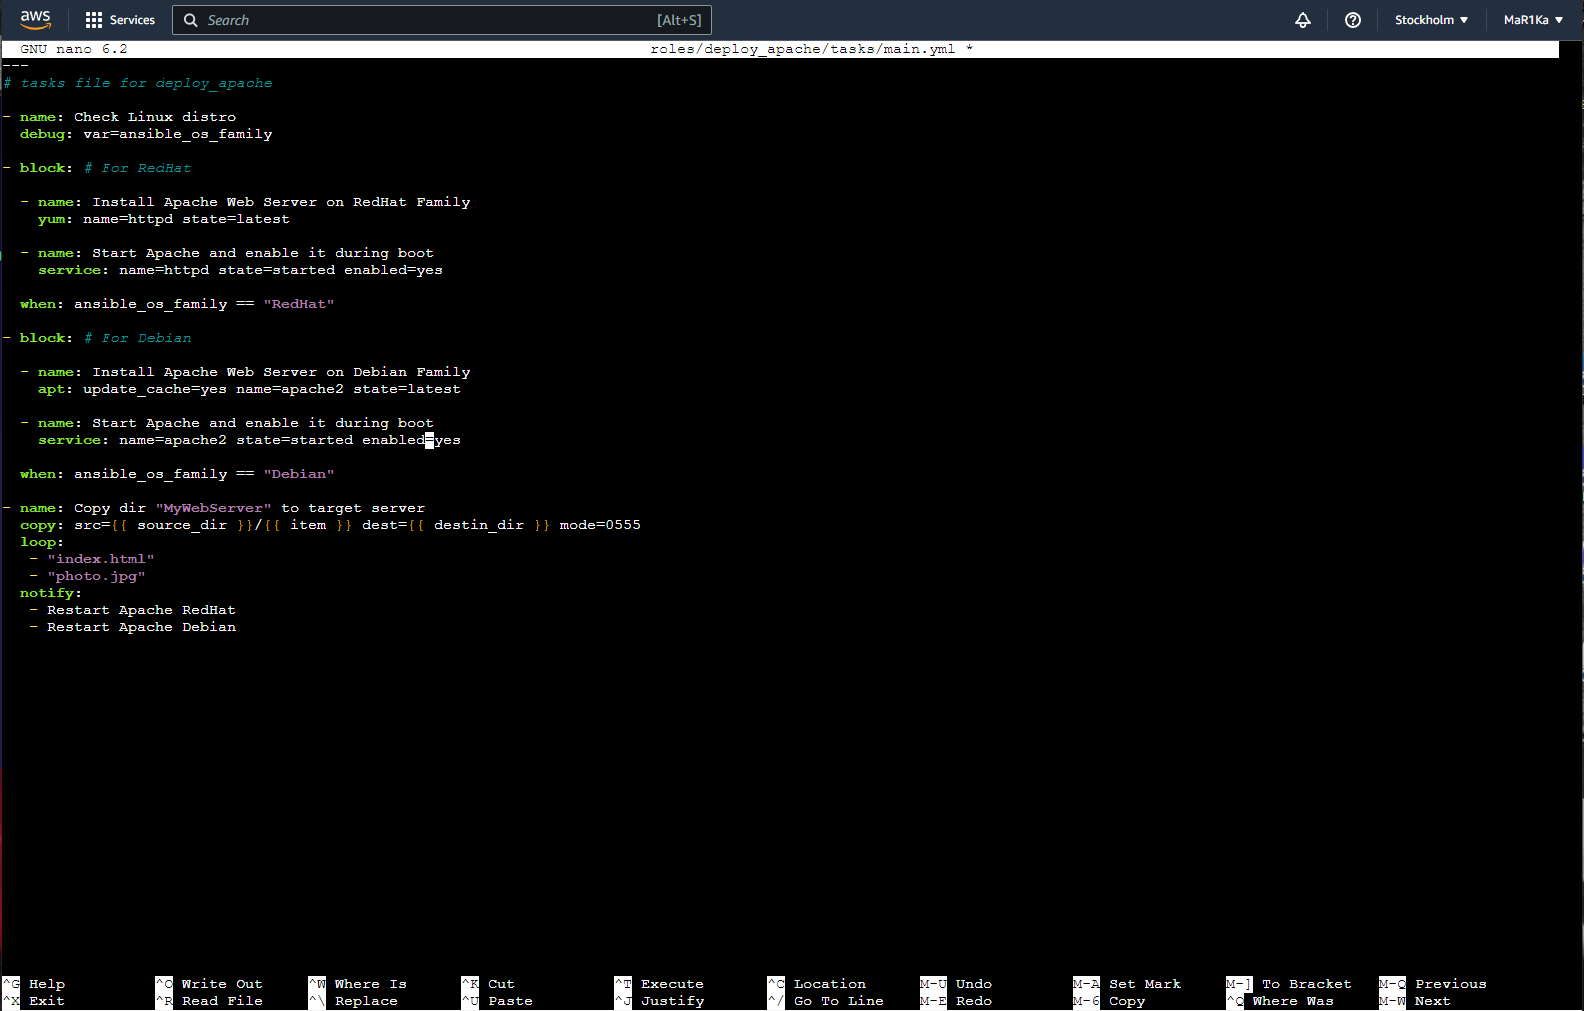 aws Services Search [Alt+S] Stockholm ▼ MaR1Ka ▼
GNU nano 6.2 roles/deploy_apache/tasks/main.yml *
---
# tasks file for deploy_apache
- name: Check Linux distro
  debug: var=ansible_os_family
- block: # For RedHat
  - name: Install Apache Web Server on RedHat Family
    yum: name=httpd state=latest
  - name: Start Apache and enable it during boot
    service: name=httpd state=started enabled=yes
  when: ansible_os_family == "RedHat"
- block: # For Debian
  - name: Install Apache Web Server on Debian Family
    apt: update_cache=yes name=apache2 state=latest
  - name: Start Apache and enable it during boot
    service: name=apache2 state=started enabled=yes
  when: ansible_os_family == "Debian"
- name: Copy dir "MyWebServer" to target server
  copy: src={{ source_dir }}/{{ item }} dest={{ destin_dir }} mode=0555
  loop:
   - "index.html"
   - "photo.jpg"
  notify:
   - Restart Apache RedHat
   - Restart Apache Debian
^G Help ^O Write Out ^W Where Is ^K Cut ^T Execute ^C Location M-U Undo M-A Set Mark M-] To Bracket M-Q Previous
^X Exit ^R Read File ^\ Replace ^U Paste ^J Justify ^/ Go To Line M-E Redo M-6 Copy ^Q Where Was M-W Next